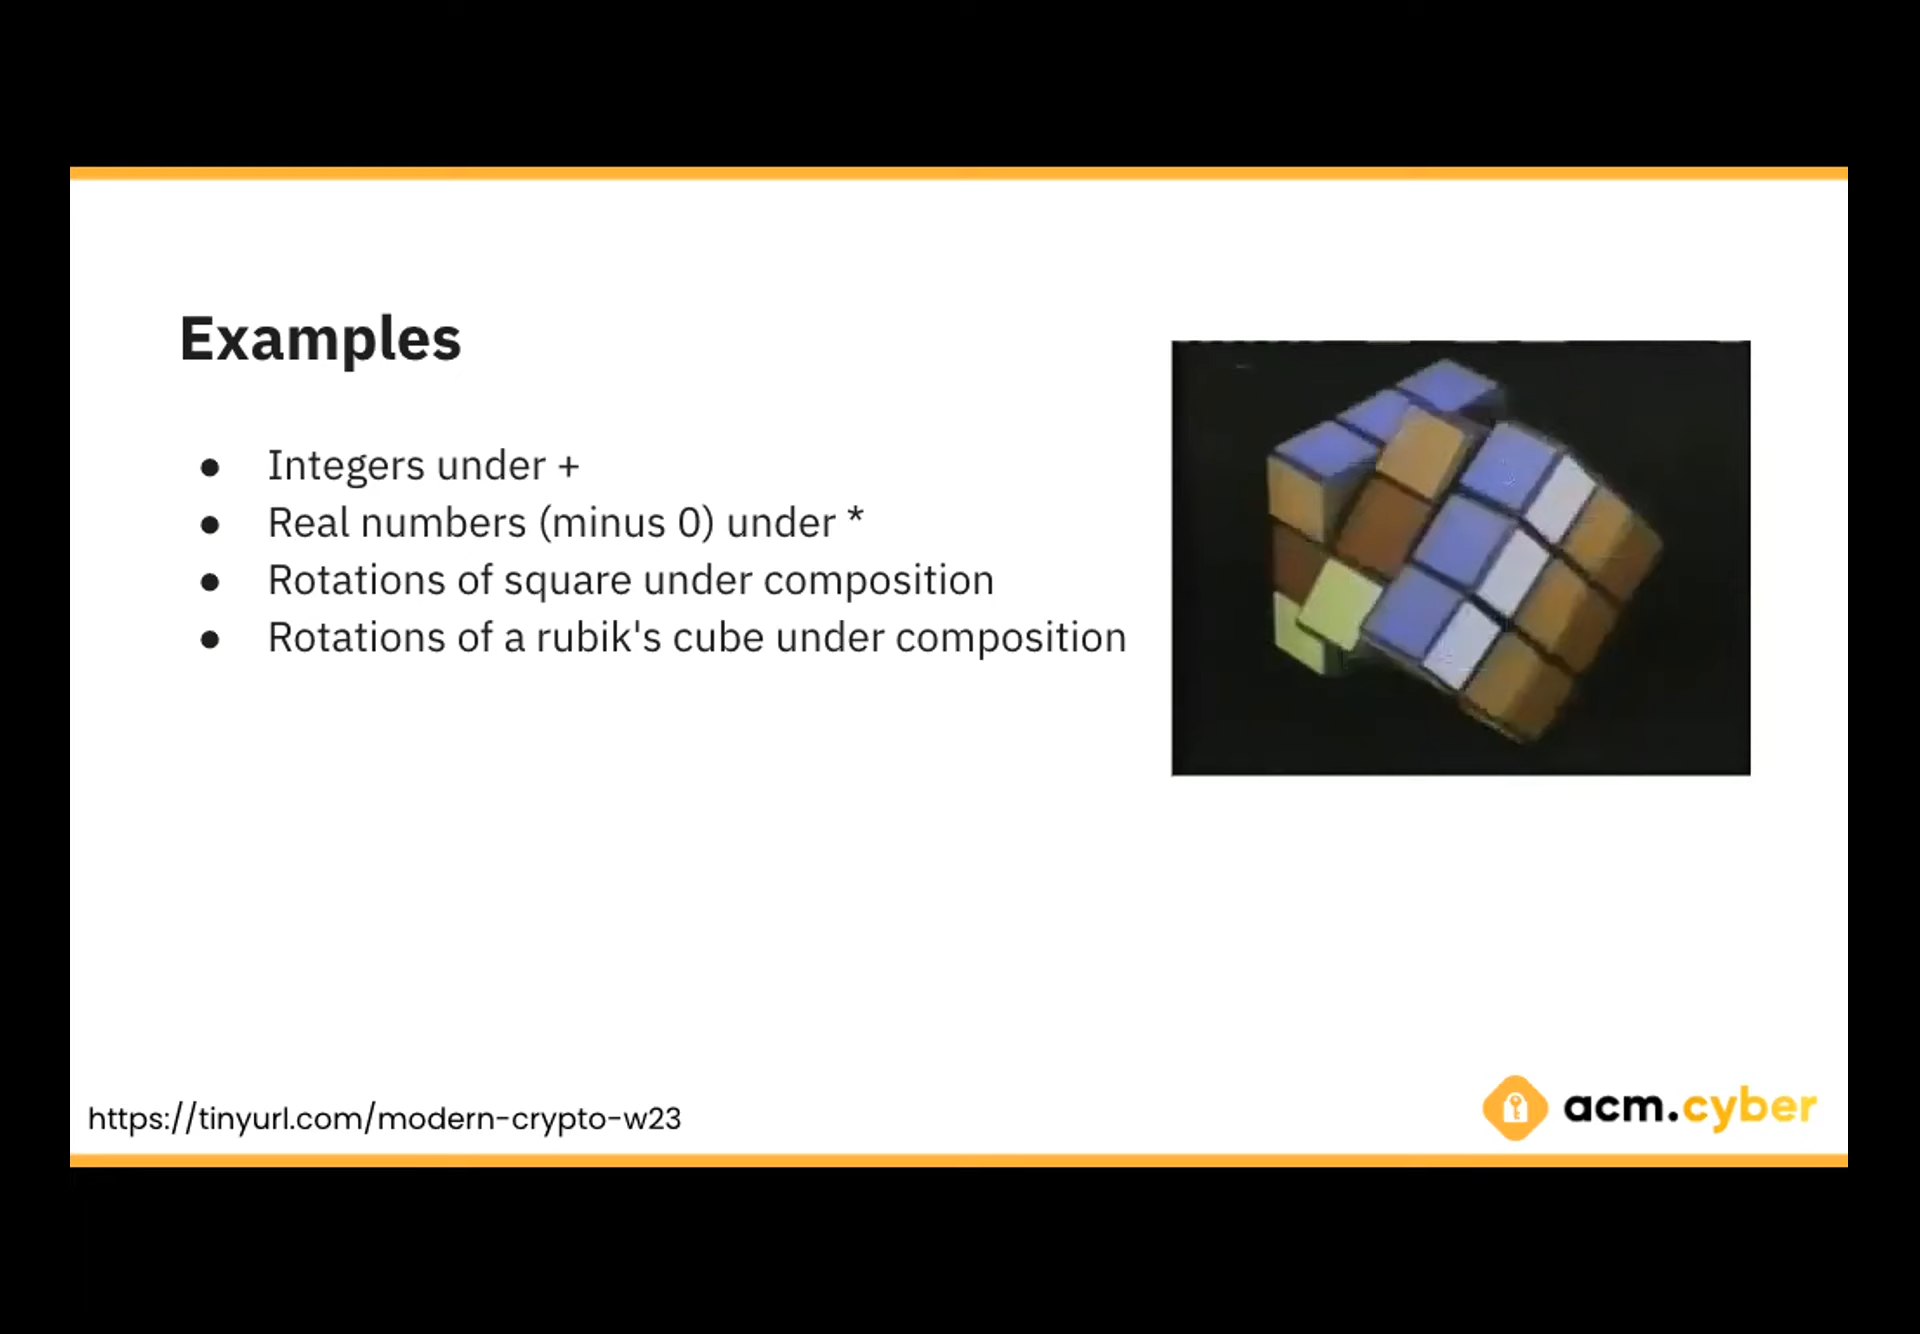 Examples
● Integers under +
● Real numbers (minus 0) under *
● Rotations of square under composition
● Rotations of a rubik's cube under composition
https://tinyurl.com/modern-crypto-w23
acm.cyber